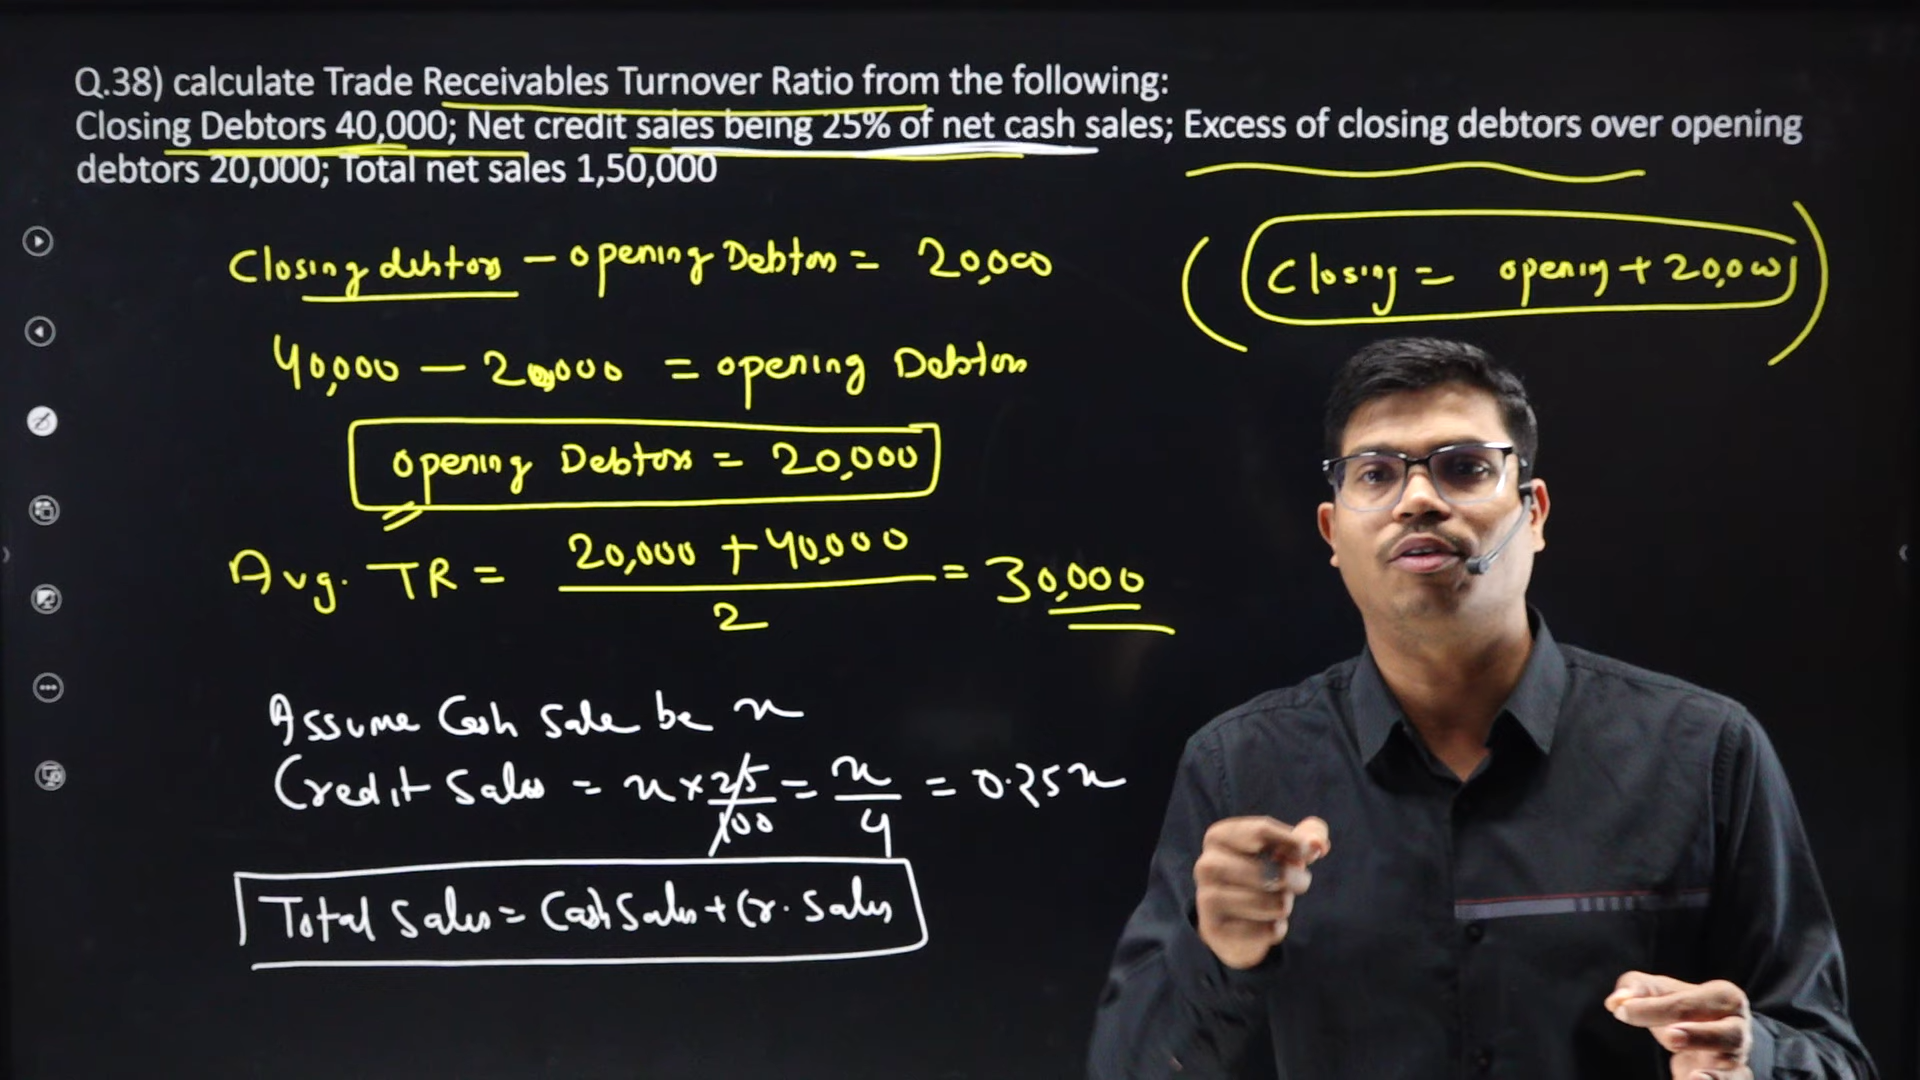 Q.38) calculate Trade Receivables Turnover Ratio from the following:
Closing Debtors 40,000; Net credit sales being 25% of net cash sales; Excess of closing debtors over opening
debtors 20,000; Total net sales 1,50,000
Closing debtors - opening Debtors = 20,000
(Closing = opening + 20,000)
40,000 - 20,000 = opening Debtors
opening Debtors = 20,000
Avg. TR = 20,000 + 40,000 / 2 = 30,000
Assume Cash Sale be x
Credit Sales = x × 25/100 = x/4 = 0.25x
Total Sales = Cash Sales + Cr. Sales